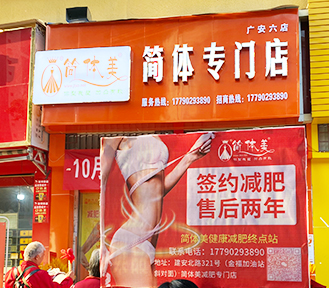 广安六店
简体美
简体专门店
服务热线：17790293890 招商热线：17790293890
-10月
简体美
签约减肥
售后两年
简体美健康减肥终点站
联系电话：17790293890
地址：建安北路321号（金福加油站
斜对面）·简体美减肥专门店